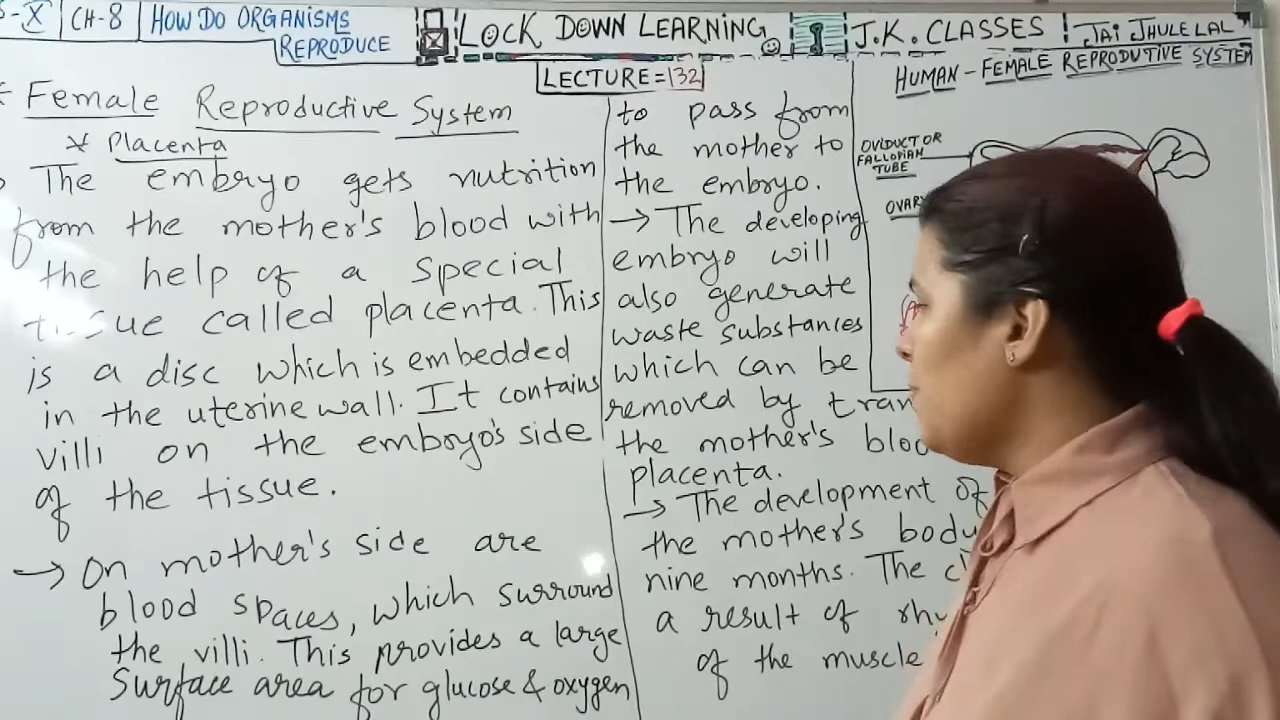 -X CH-8 HOW DO ORGANISMS
REPRODUCE
LOCK DOWN LEARNING
J.K. CLASSES ! JAI JHULELAL
LECTURE=132
HUMAN-FEMALE REPRODUTIVE SYSTEM
Female Reproductive System
* Placenta
The embryo gets nutrition
from the mother's blood with
the help of a special
tissue called placenta. This
is a disc which is embedded
in the uterine wall. It contains
villi on the embryo's side
of the tissue.
→ On mother's side are
blood spaces, which surround
the villi. This provides a large
surface area for glucose & oxygen
to pass from
the mother to
the embryo.
→ The developing
embryo will
also generate
waste substances
which can be
removed by
the mother's
placenta.
→ The development of
the mother's body
nine months. The
a result of
of the muscle
OVIDUCT OR
FALLOPIAN
TUBE